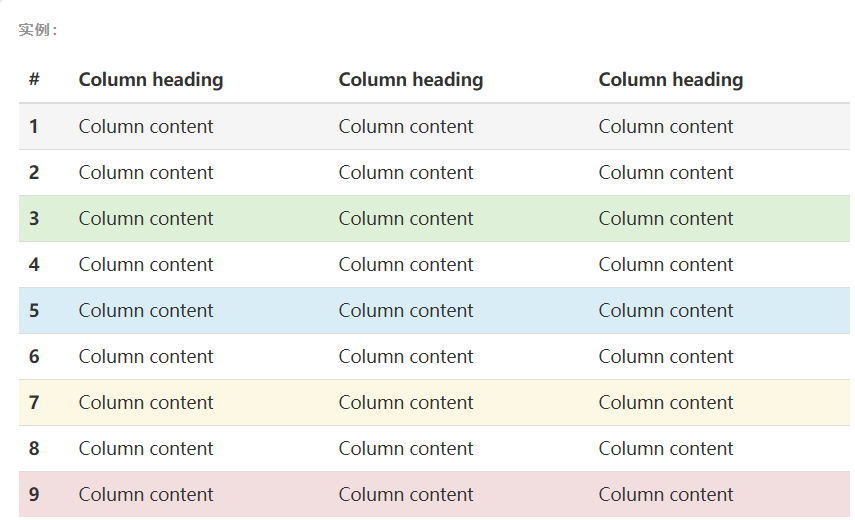 实例：
# Column heading Column heading Column heading
1 Column content Column content Column content
2 Column content Column content Column content
3 Column content Column content Column content
4 Column content Column content Column content
5 Column content Column content Column content
6 Column content Column content Column content
7 Column content Column content Column content
8 Column content Column content Column content
9 Column content Column content Column content